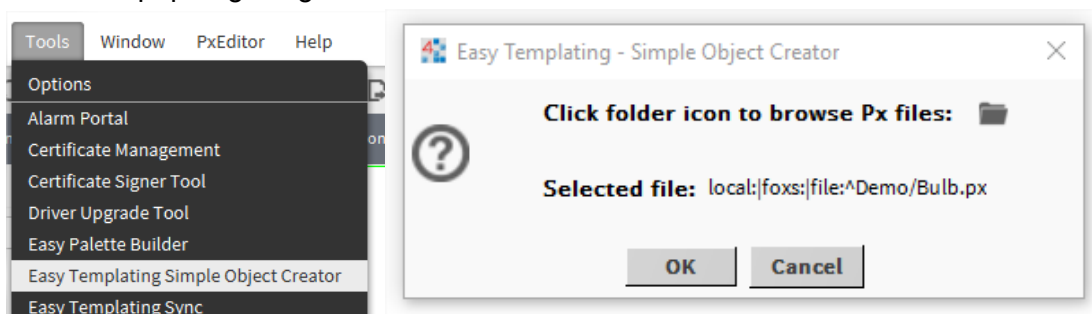 Tools Window PxEditor Help
Options
Alarm Portal
Certificate Management
Certificate Signer Tool
Driver Upgrade Tool
Easy Palette Builder
Easy Templating Simple Object Creator
Easy Templating Sync
Easy Templating - Simple Object Creator
Click folder icon to browse Px files:
Selected file: local:|foxs:|file:^Demo/Bulb.px
OK Cancel